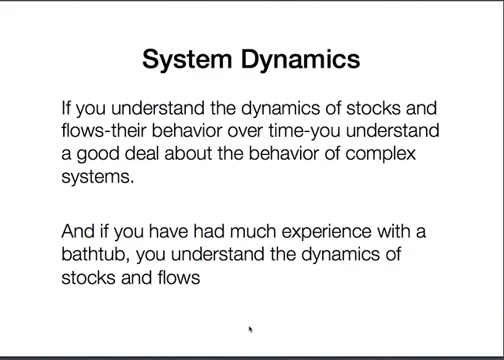 System Dynamics
If you understand the dynamics of stocks and
flows-their behavior over time-you understand
a good deal about the behavior of complex
systems.
And if you have had much experience with a
bathtub, you understand the dynamics of
stocks and flows